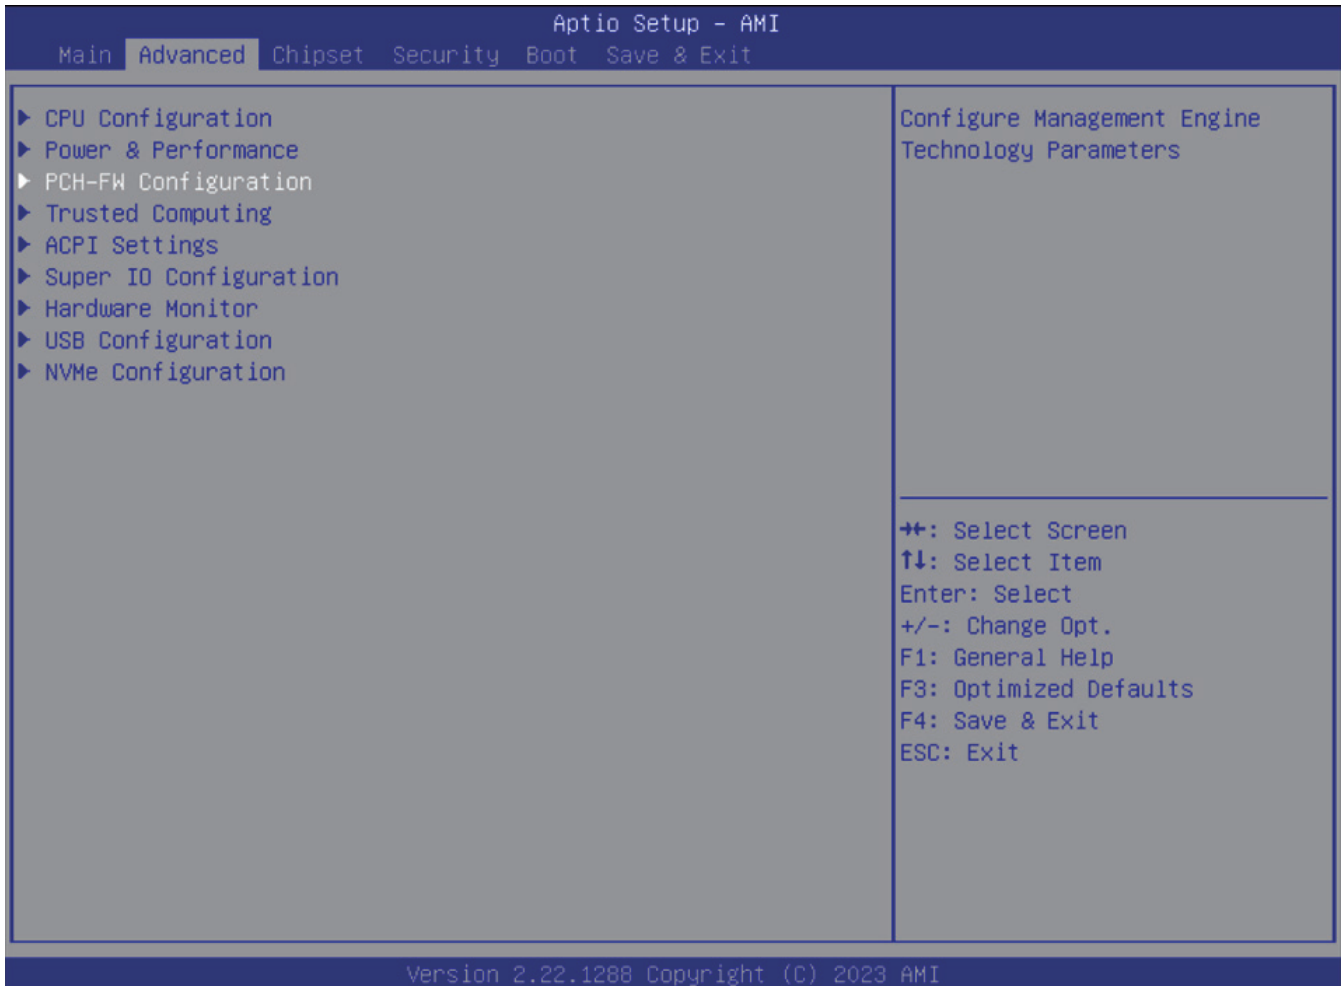 Aptio Setup - AMI
Main Advanced Chipset Security Boot Save & Exit
▶ CPU Configuration
▶ Power & Performance
▶ PCH-FW Configuration
▶ Trusted Computing
▶ ACPI Settings
▶ Super IO Configuration
▶ Hardware Monitor
▶ USB Configuration
▶ NVMe Configuration
Configure Management Engine
Technology Parameters
→←: Select Screen
↑↓: Select Item
Enter: Select
+/-: Change Opt.
F1: General Help
F3: Optimized Defaults
F4: Save & Exit
ESC: Exit
Version 2.22.1288 Copyright (C) 2023 AMI